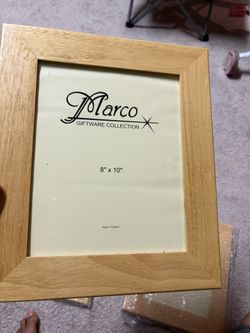 Marco
GIFTWARE COLLECTION
8" x 10"